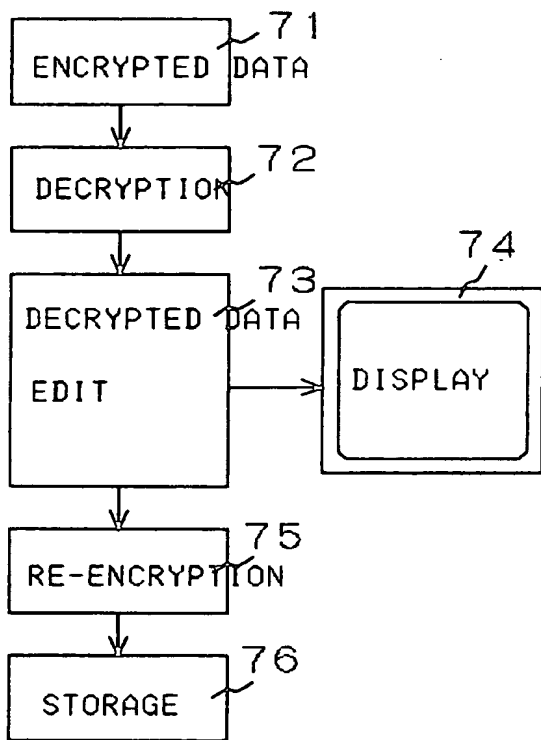 71
ENCRYPTED DATA
72
DECRYPTION
73
DECRYPTED DATA
EDIT
74
DISPLAY
75
RE-ENCRYPTION
76
STORAGE